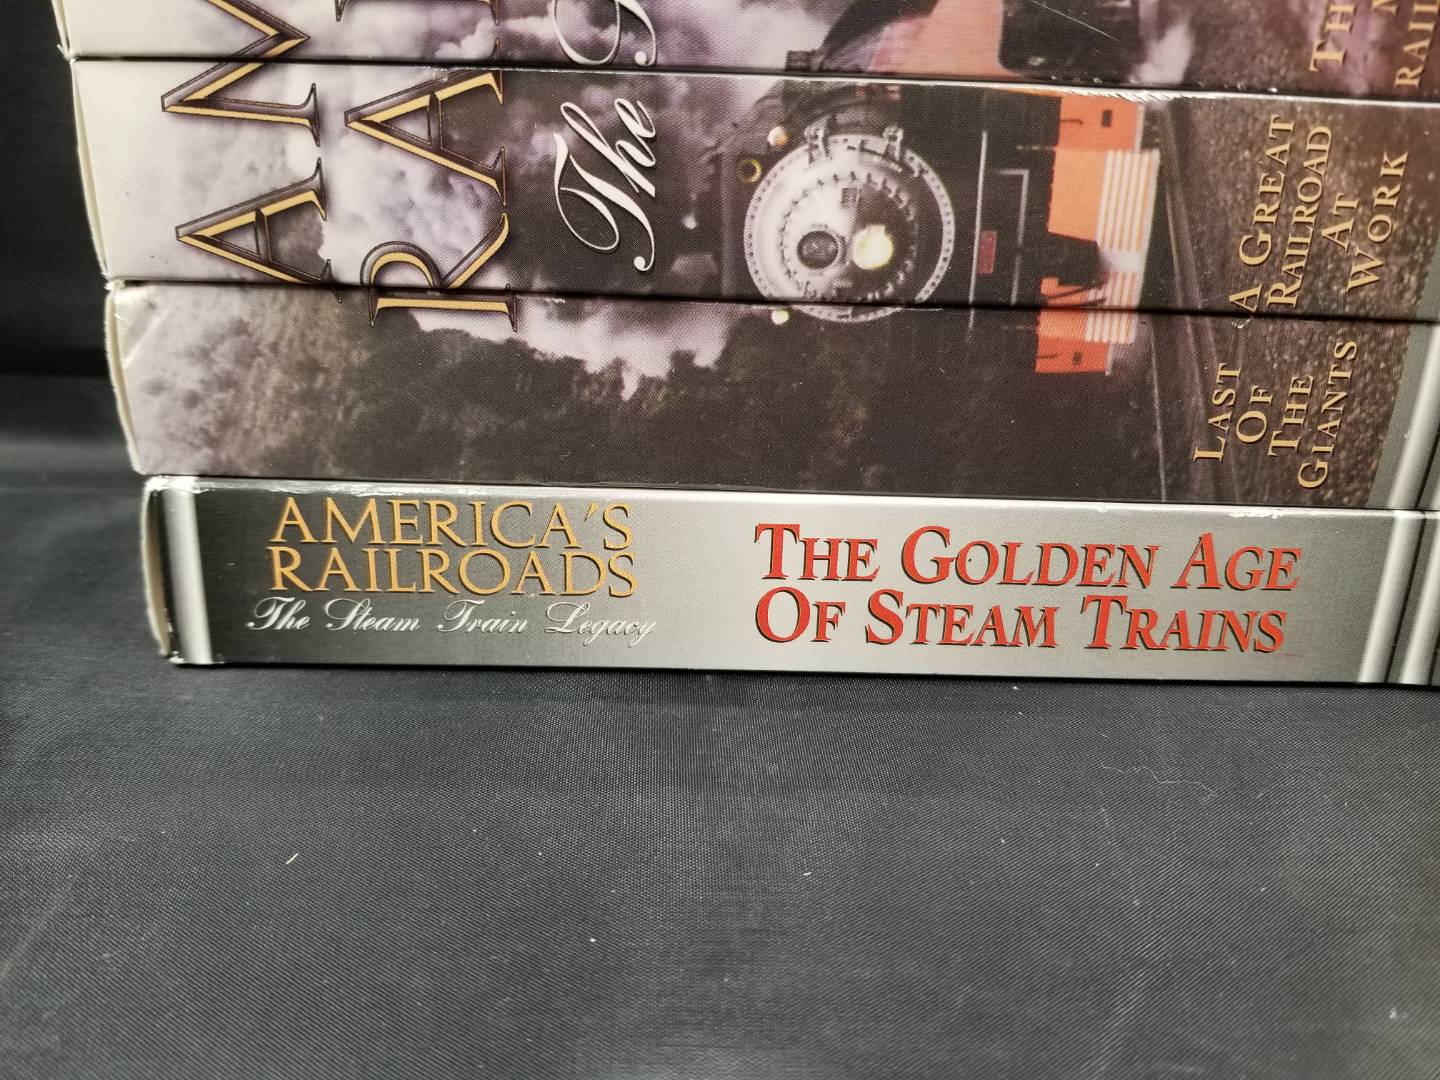 A GREAT
RAILROAD
AT
WORK
The
LAST
OF
THE
GIANTS
AMERICA'S
RAILROADS
The Steam Train Legacy
THE GOLDEN AGE
OF STEAM TRAINS